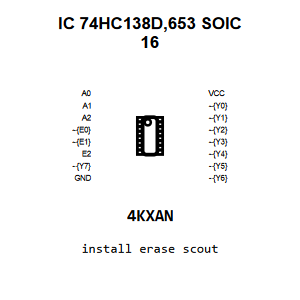 IC 74HC138D,653 SOIC
16
A0 VCC
A1 ~{Y0}
A2 ~{Y1}
~{E0} ~{Y2}
~{E1} ~{Y3}
E2 ~{Y4}
~{Y7} ~{Y5}
GND ~{Y6}
4KXAN
install erase scout